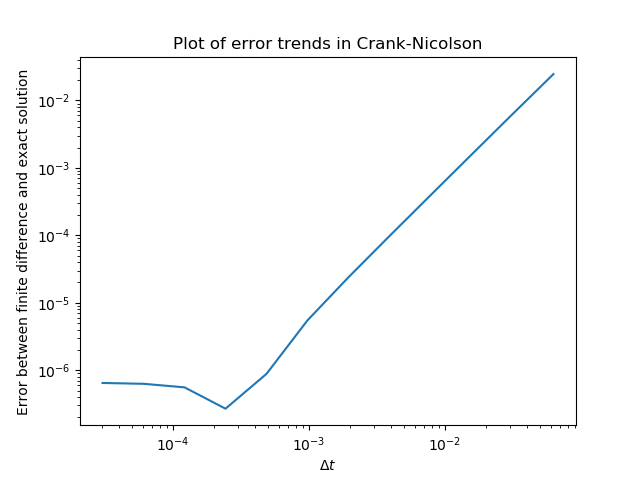 Plot of error trends in Crank-Nicolson
Error between finite difference and exact solution
10⁻²
10⁻³
10⁻⁴
10⁻⁵
10⁻⁶
10⁻⁴ 10⁻³ 10⁻²
Δt